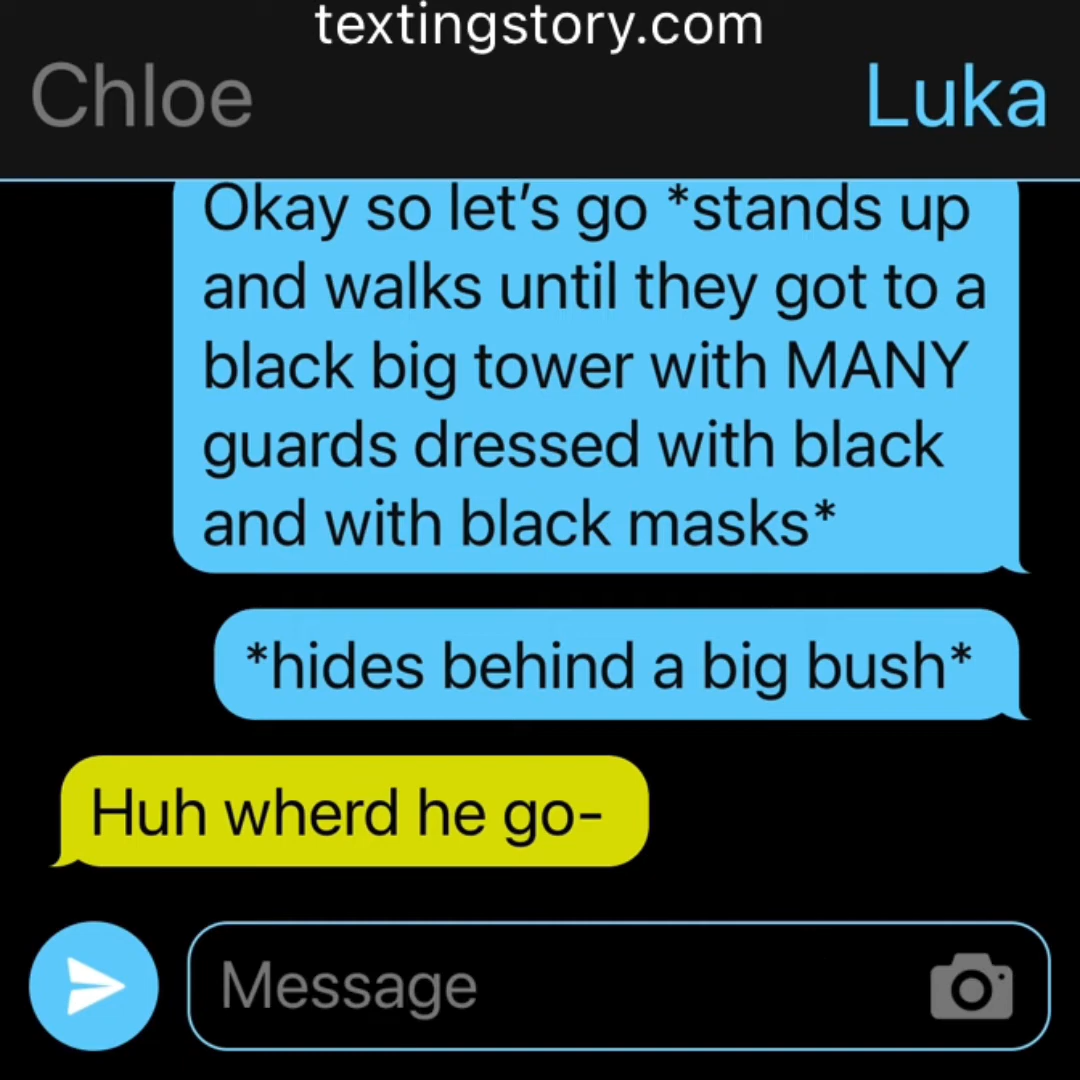 textingstory.com
Chloe Luka
Okay so let’s go *stands up
and walks until they got to a
black big tower with MANY
guards dressed with black
and with black masks*
*hides behind a big bush*
Huh wherd he go-
Message